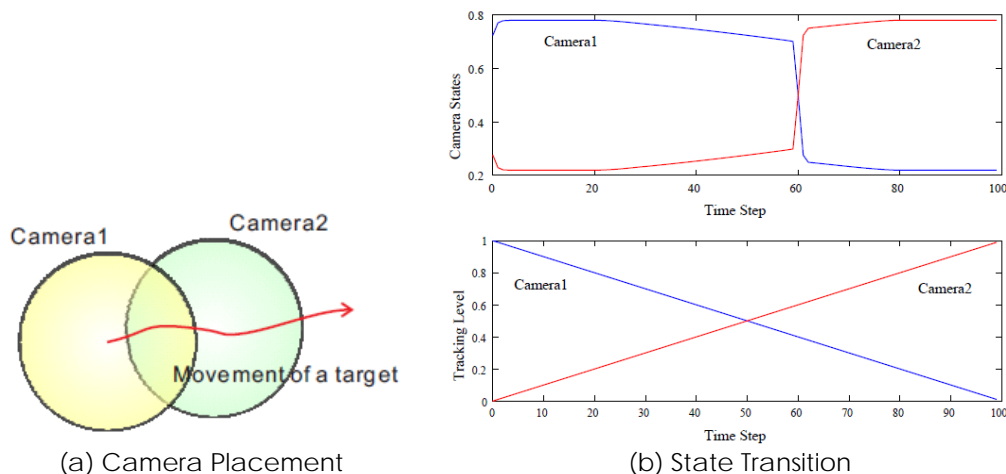 Camera1
Camera2
Movement of a target
(a) Camera Placement
0.8
0.6
0.4
0.2
Camera States
Camera1
Camera2
0 20 40 60 80 100
Time Step
1
0.8
0.6
0.4
0.2
0
Tracking Level
Camera1
Camera2
0 10 20 30 40 50 60 70 80 90 100
Time Step
(b) State Transition